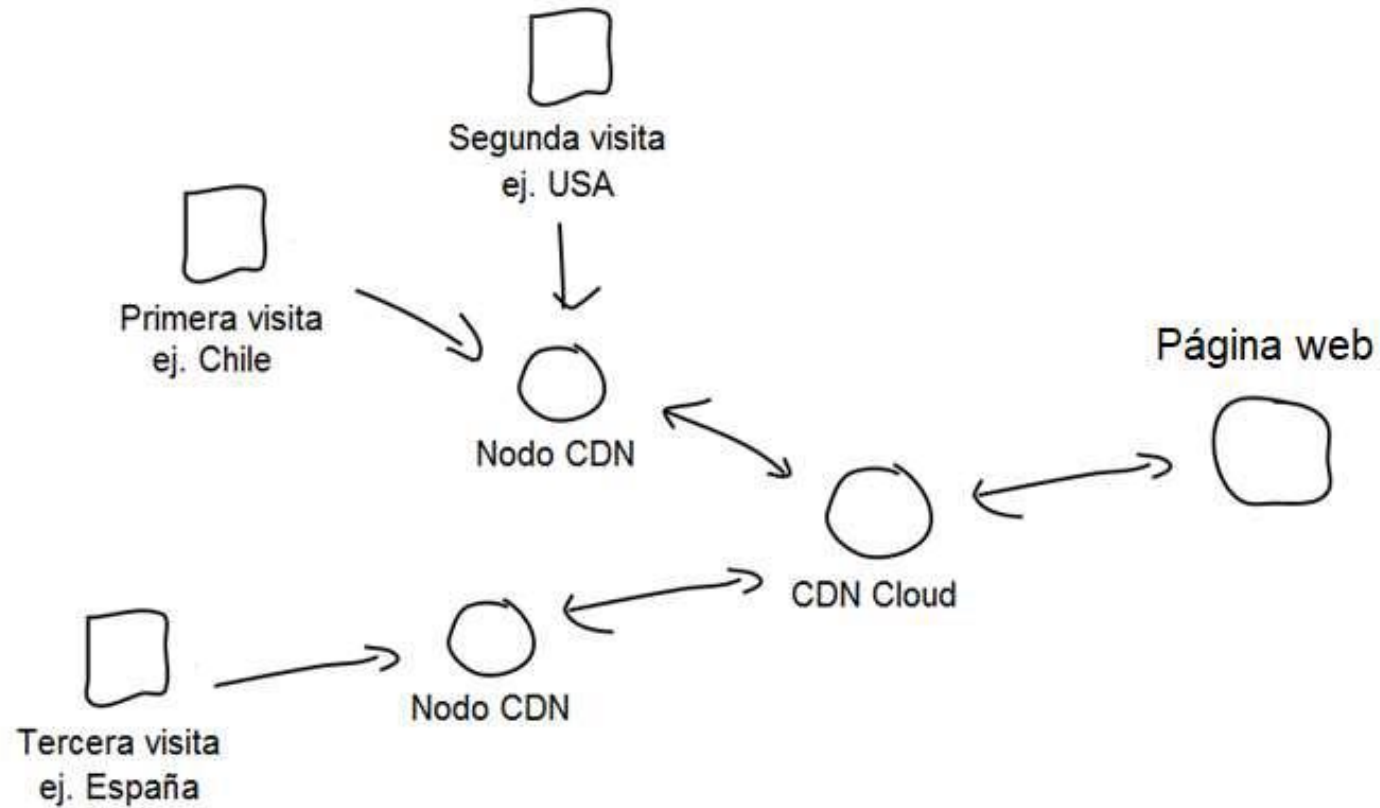 Segunda visita
ej. USA
Primera visita
ej. Chile
Página web
Nodo CDN
CDN Cloud
Nodo CDN
Tercera visita
ej. España